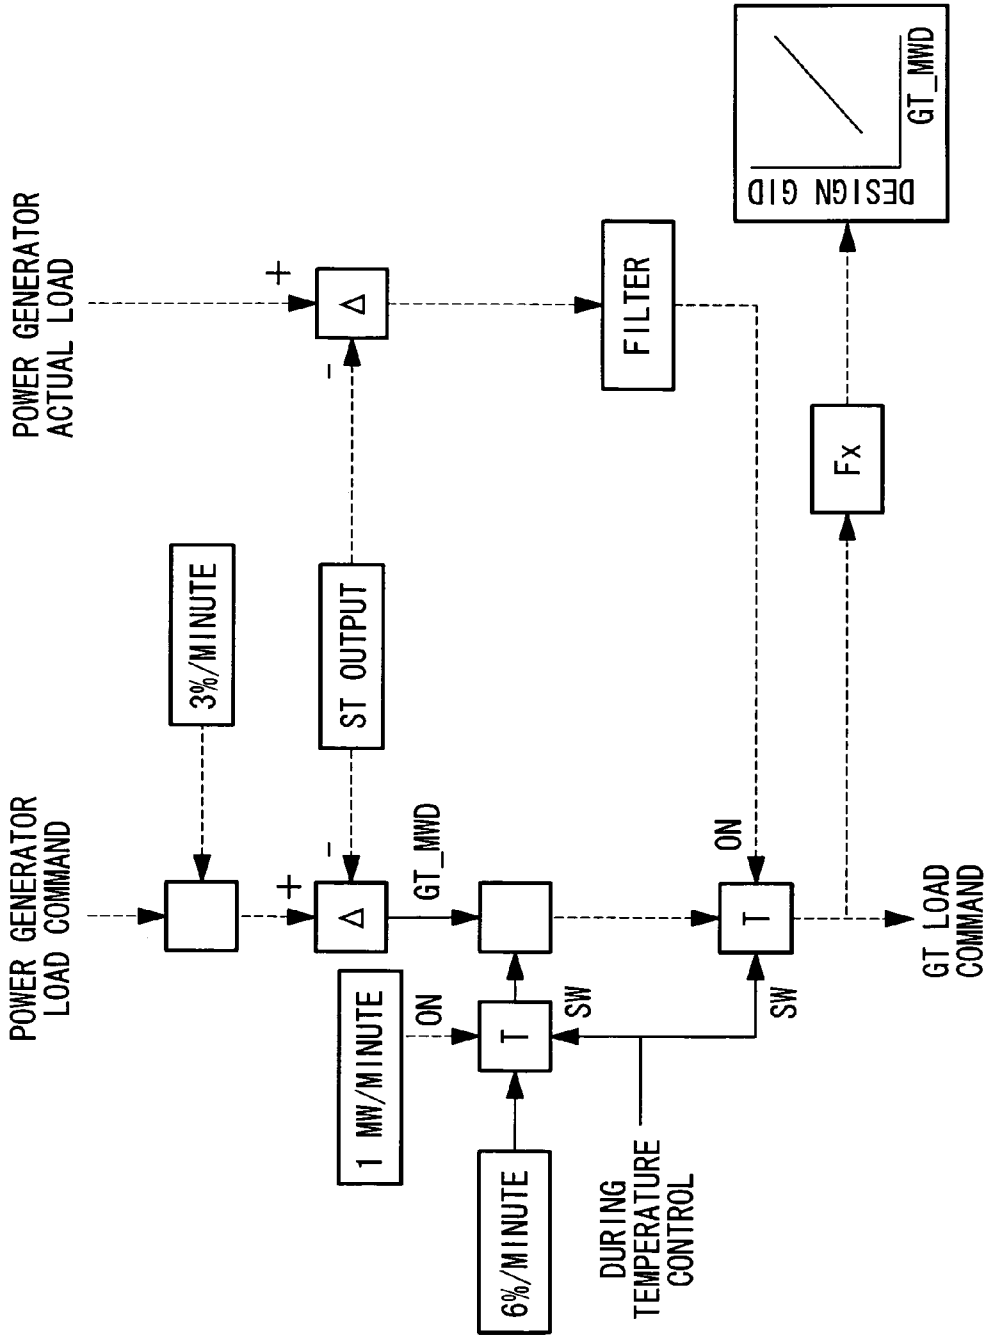 POWER GENERATOR
LOAD COMMAND
POWER GENERATOR
ACTUAL LOAD
3%/MINUTE
+
-
Δ
ST OUTPUT
-
+
Δ
GT_MWD
1 MW/MINUTE
ON
6%/MINUTE
T
SW
FILTER
DURING
TEMPERATURE
CONTROL
ON
T
SW
Fx
DESIGN GID
GT_MWD
GT LOAD
COMMAND